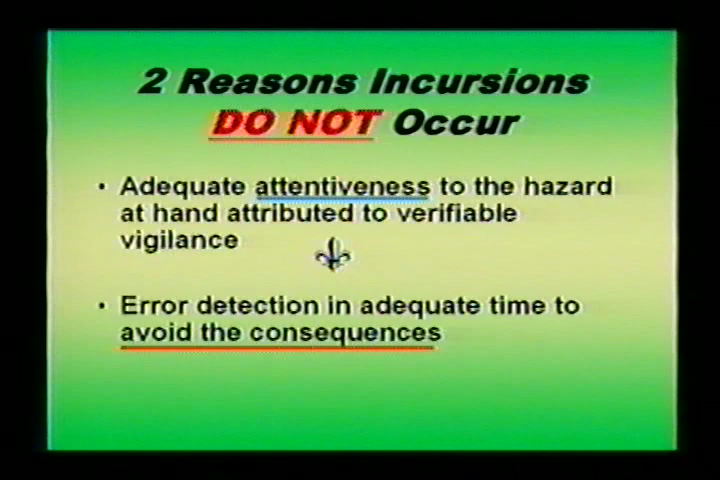 2 Reasons Incursions
DO NOT Occur
• Adequate attentiveness to the hazard
at hand attributed to verifiable
vigilance
• Error detection in adequate time to
avoid the consequences